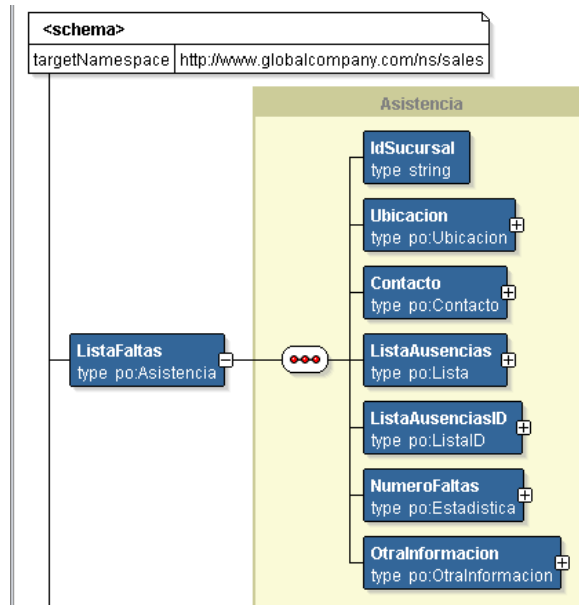 <schema>
targetNamespace http://www.globalcompany.com/ns/sales
Asistencia
IdSucursal
type string
Ubicacion
type po:Ubicacion
Contacto
type po:Contacto
ListaFaltas
type po:Asistencia
ListaAusencias
type po:Lista
ListaAusenciasID
type po:ListaID
NumeroFaltas
type po:Estadistica
OtraInformacion
type po:OtraInformacion